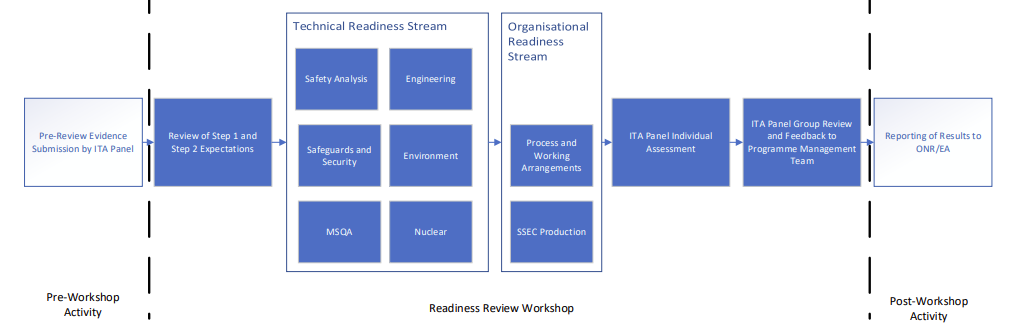 Technical Readiness Stream
Organisational
Readiness
Stream
Safety Analysis
Engineering
Pre-Review Evidence
Submission by ITA Panel
Review of Step 1 and
Step 2 Expectations
Safeguards and
Security
Environment
Process and
Working
Arrangements
ITA Panel Individual
Assessment
ITA Panel Group Review
and Feedback to
Programme Management
Team
Reporting of Results to
ONR/EA
MSQA
Nuclear
SSEC Production
Pre-Workshop
Activity
Readiness Review Workshop
Post-Workshop
Activity